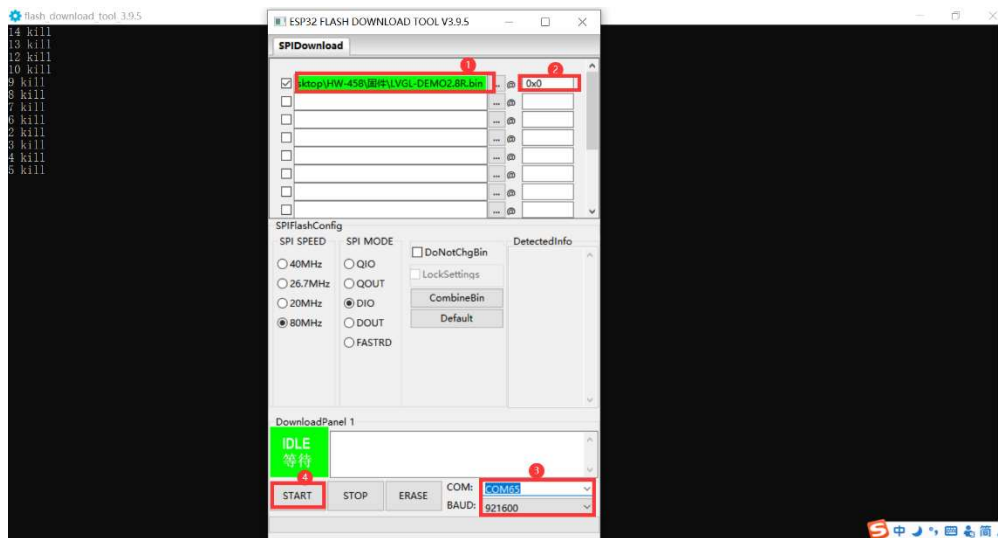 flash download tool 3.9.5
14 kill
13 kill
12 kill
10 kill
9 kill
8 kill
7 kill
6 kill
2 kill
3 kill
4 kill
5 kill
ESP32 FLASH DOWNLOAD TOOL V3.9.5
SPIDownload
1
2
sktop\HW-458\固件\LVGL-DEMO2.8R.bin ... @ 0x0
... @
... @
... @
... @
... @
... @
... @
SPIFlashConfig
SPI SPEED
40MHz
26.7MHz
20MHz
80MHz
SPI MODE
QIO
QOUT
DIO
DOUT
FASTRD
DoNotChgBin
LockSettings
CombineBin
Default
DetectedInfo
DownloadPanel 1
IDLE
等待
4
3
START STOP ERASE
COM: COM65
BAUD: 921600
中 简